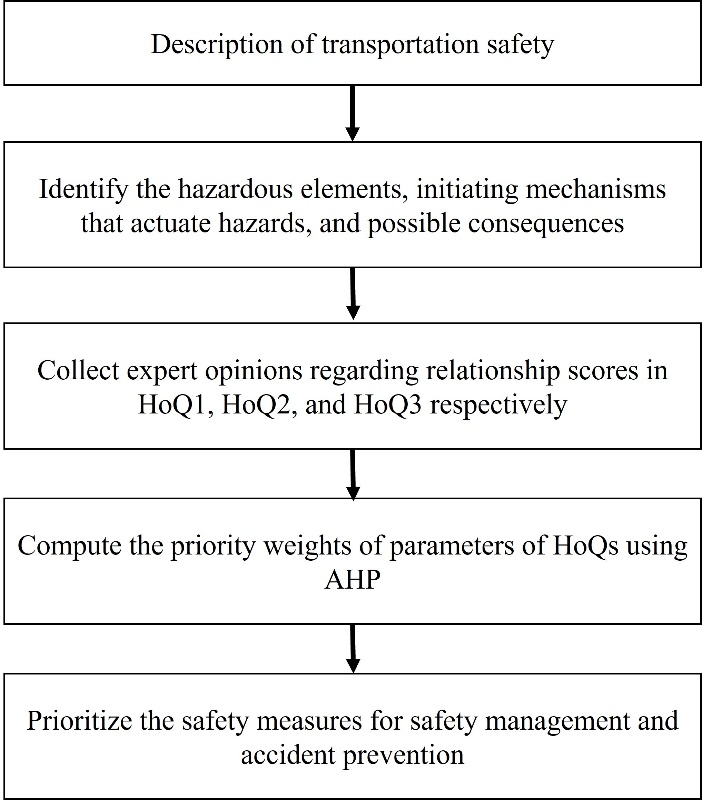 Description of transportation safety
Identify the hazardous elements, initiating mechanisms
that actuate hazards, and possible consequences
Collect expert opinions regarding relationship scores in
HoQ1, HoQ2, and HoQ3 respectively
Compute the priority weights of parameters of HoQs using
AHP
Prioritize the safety measures for safety management and
accident prevention